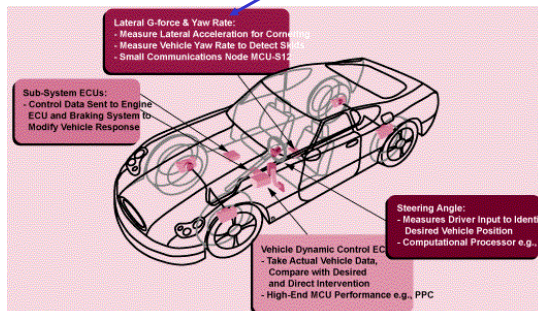 Lateral G-force & Yaw Rate:
- Measure Lateral Acceleration for Cornering
- Measure Vehicle Yaw Rate to Detect Skids
- Small Communications Node MCU-S12
Sub-System ECUs:
- Control Data Sent to Engine
ECU and Braking System to
Modify Vehicle Response
Steering Angle:
- Measures Driver Input to Identi
Desired Vehicle Position
- Computational Processor e.g.,
Vehicle Dynamic Control EC
- Take Actual Vehicle Data,
Compare with Desired
and Direct Intervention
- High-End MCU Performance e.g., PPC